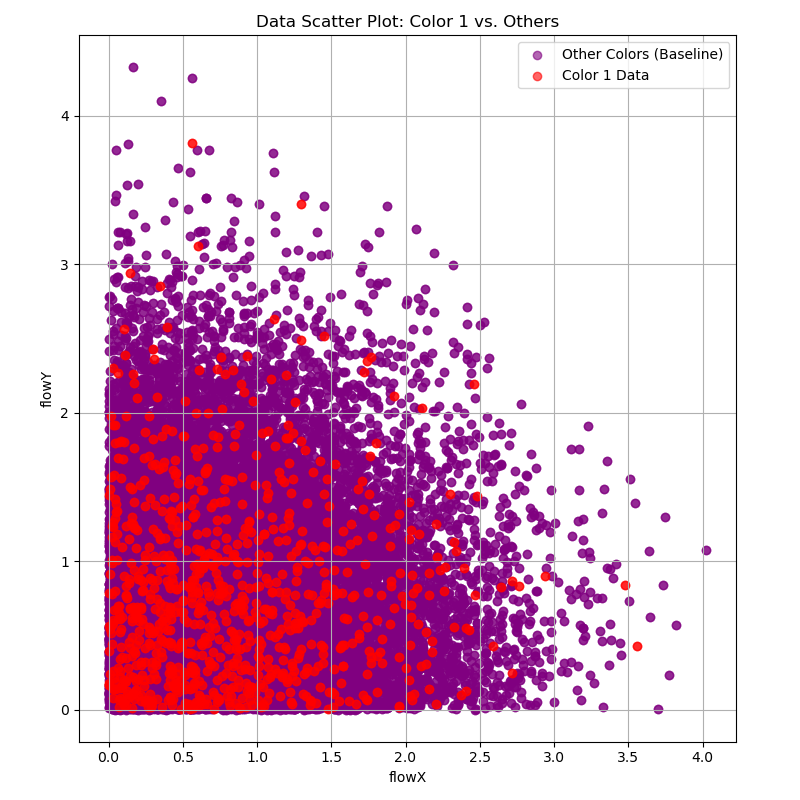 Data Scatter Plot: Color 1 vs. Others
Other Colors (Baseline)
Color 1 Data
flowY
4
3
2
1
0
0.0 0.5 1.0 1.5 2.0 2.5 3.0 3.5 4.0
flowX